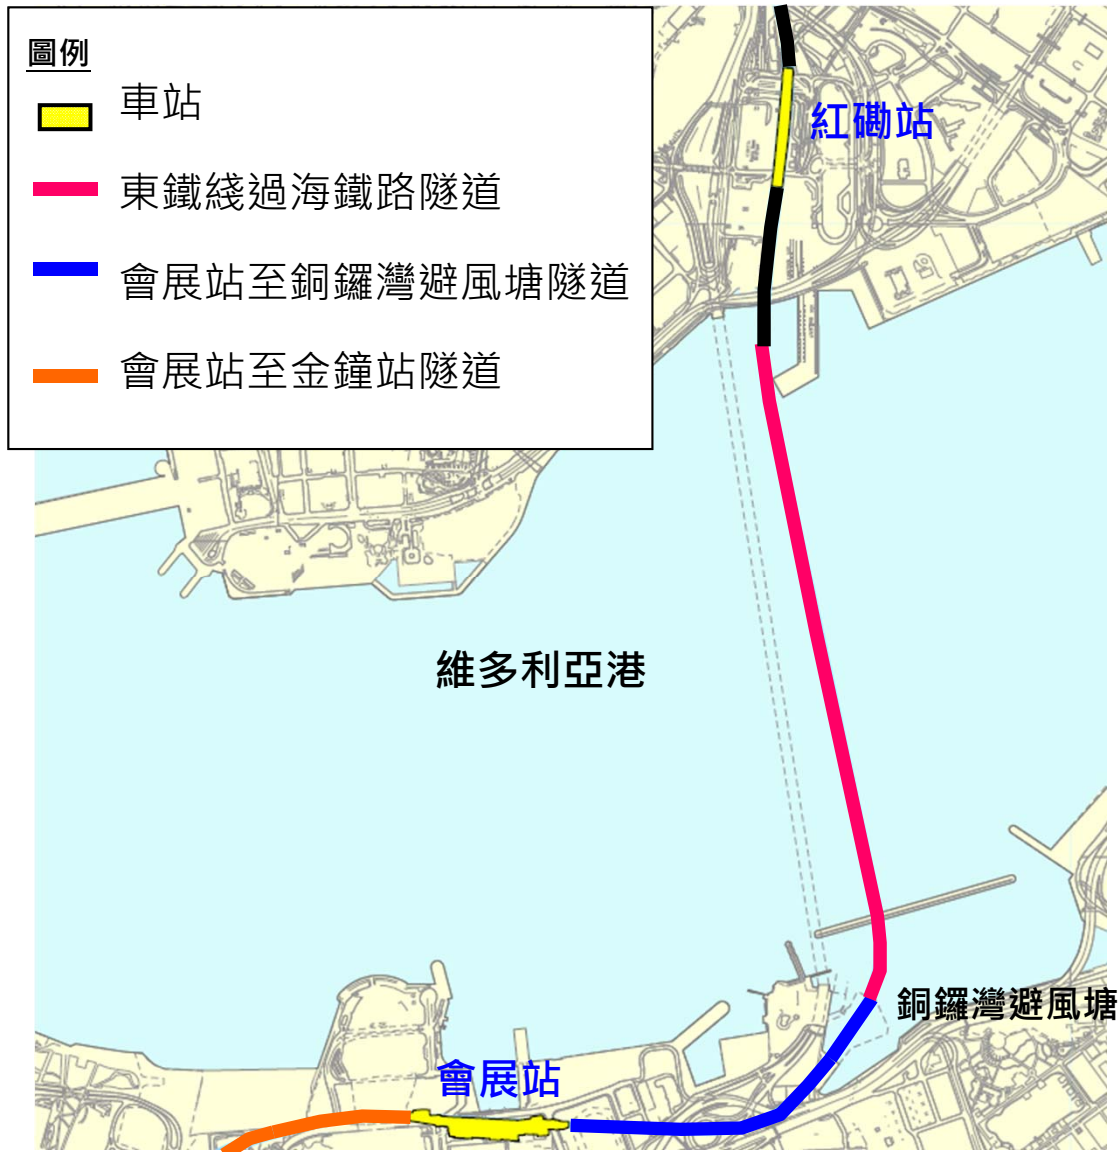 圖例
車站
東鐵綫過海鐵路隧道
會展站至銅鑼灣避風塘隧道
會展站至金鐘站隧道
紅磡站
維多利亞港
銅鑼灣避風塘
會展站